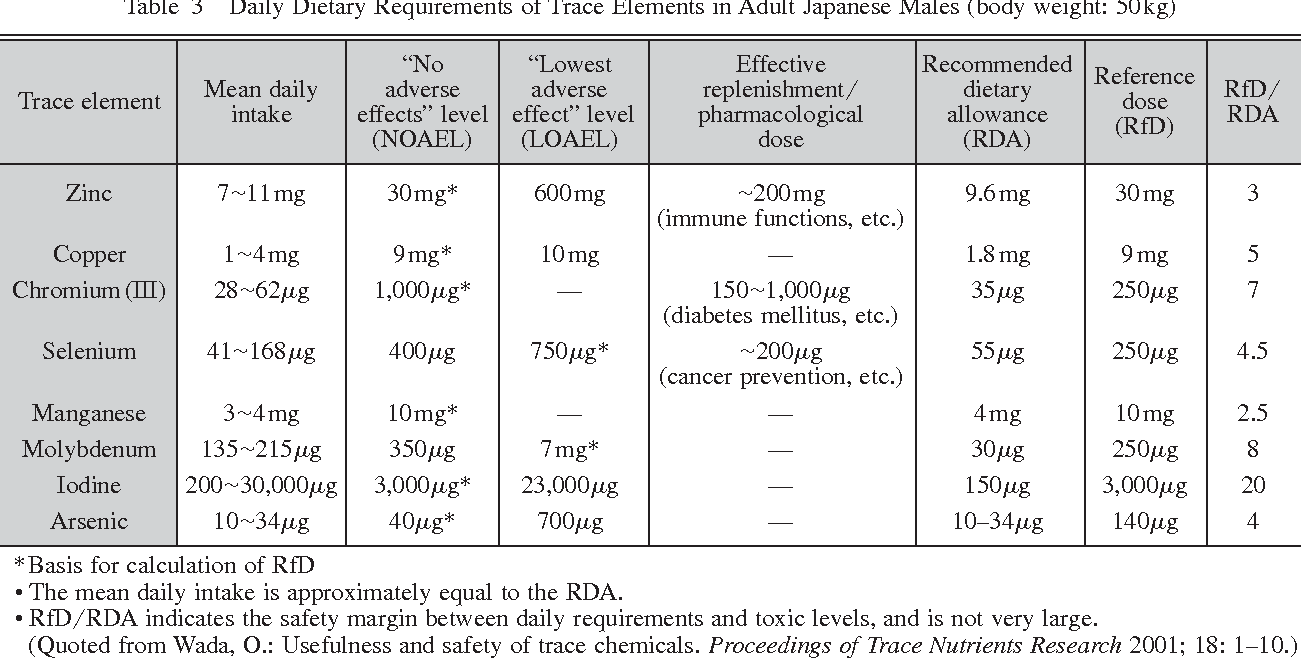 Table 3 Daily Dietary Requirements of Trace Elements in Adult Japanese Males (body weight: 50kg)
Trace element | Mean daily intake | “No adverse effects” level (NOAEL) | “Lowest adverse effect” level (LOAEL) | Effective replenishment/ pharmacological dose | Recommended dietary allowance (RDA) | Reference dose (RfD) | RfD/ RDA
Zinc | 7~11mg | 30mg* | 600mg | ~200mg (immune functions, etc.) | 9.6mg | 30mg | 3
Copper | 1~4mg | 9mg* | 10mg | — | 1.8mg | 9mg | 5
Chromium (III) | 28~62μg | 1,000μg* | — | 150~1,000μg (diabetes mellitus, etc.) | 35μg | 250μg | 7
Selenium | 41~168μg | 400μg | 750μg* | ~200μg (cancer prevention, etc.) | 55μg | 250μg | 4.5
Manganese | 3~4mg | 10mg* | — | — | 4mg | 10mg | 2.5
Molybdenum | 135~215μg | 350μg | 7mg* | — | 30μg | 250μg | 8
Iodine | 200~30,000μg | 3,000μg* | 23,000μg | — | 150μg | 3,000μg | 20
Arsenic | 10~34μg | 40μg* | 700μg | — | 10–34μg | 140μg | 4
*Basis for calculation of RfD
• The mean daily intake is approximately equal to the RDA.
• RfD/RDA indicates the safety margin between daily requirements and toxic levels, and is not very large.
(Quoted from Wada, O.: Usefulness and safety of trace chemicals. Proceedings of Trace Nutrients Research 2001; 18: 1–10.)